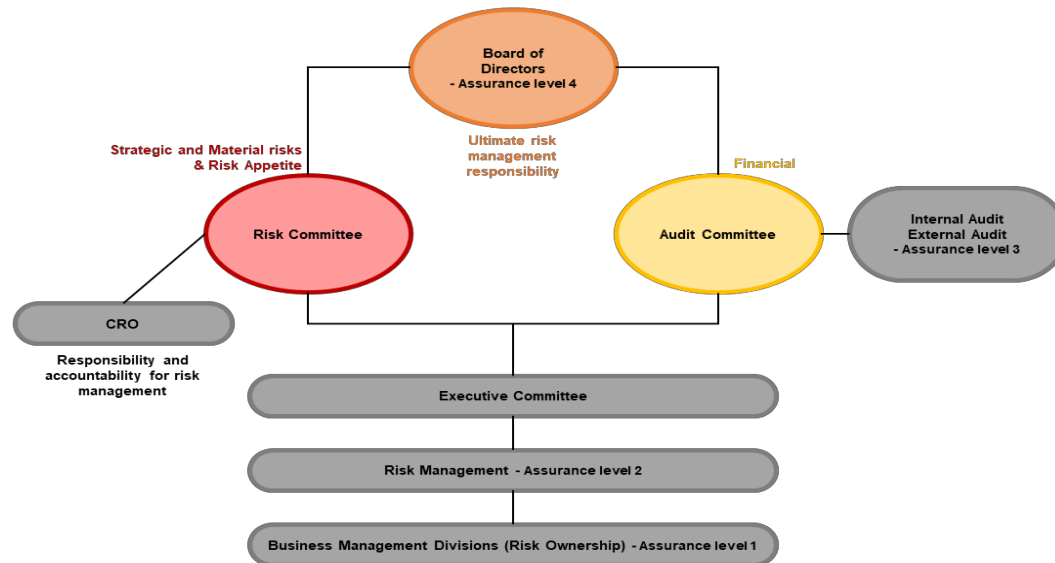 Board of
Directors
- Assurance level 4
Ultimate risk
management
responsibility
Strategic and Material risks
& Risk Appetite
Financial
Risk Committee
Audit Committee
Internal Audit
External Audit
- Assurance level 3
CRO
Responsibility and
accountability for risk
management
Executive Committee
Risk Management - Assurance level 2
Business Management Divisions (Risk Ownership) - Assurance level 1